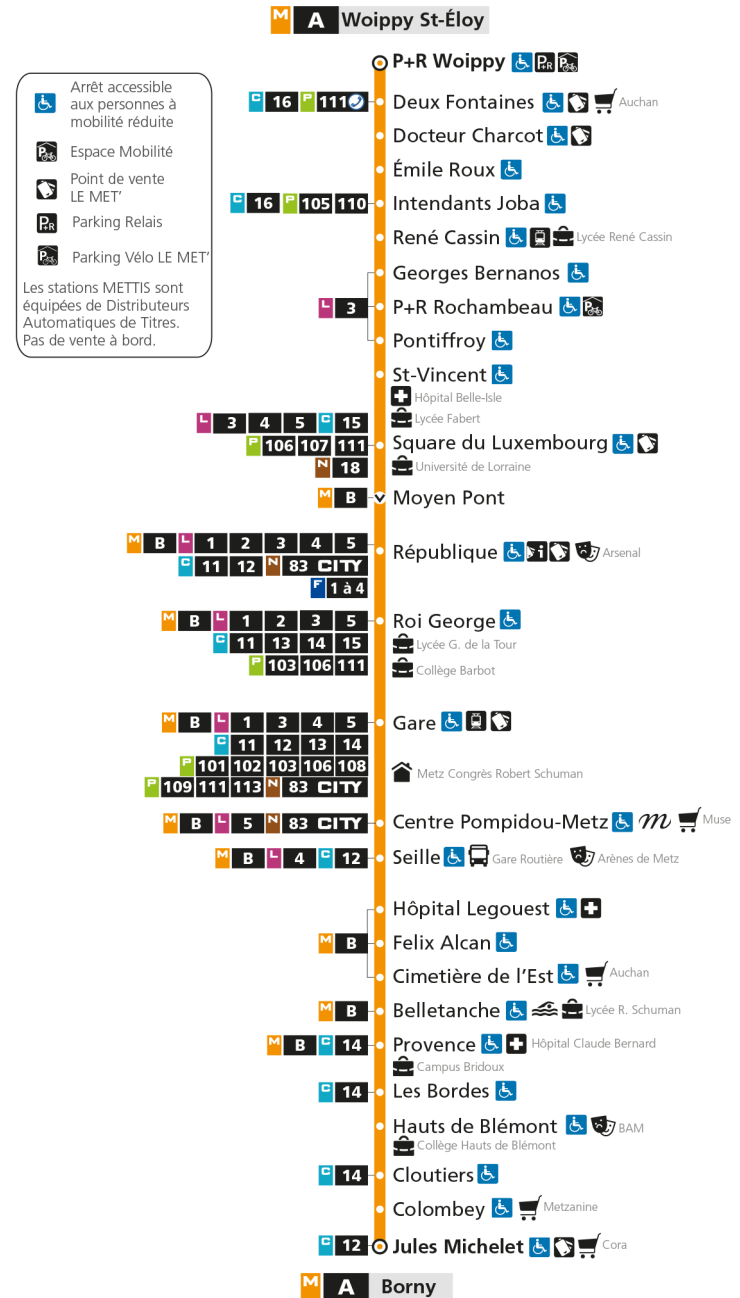 M A Woippy St-Éloy
P+R Woippy P+R P
Arrêt accessible
aux personnes à
mobilité réduite
P Espace Mobilité
Point de vente
LE MET'
P+R Parking Relais
P Parking Vélo LE MET'
Les stations METTIS sont
équipées de Distributeurs
Automatiques de Titres.
Pas de vente à bord.
C 16 P 111 Deux Fontaines Auchan
Docteur Charcot
Émile Roux
C 16 P 105 110 Intendants Joba
René Cassin Lycée René Cassin
Georges Bernanos
L 3 P+R Rochambeau P
Pontiffroy
St-Vincent
Hôpital Belle-Isle
L 3 4 5 C 15 Lycée Fabert
P 106 107 111 Square du Luxembourg
N 18 Université de Lorraine
M B Moyen Pont
M B L 1 2 3 4 5
République i Arsenal
C 11 12 N 83 CITY
F 1 à 4
M B L 1 2 3 5 Roi George
C 11 13 14 15 Lycée G. de la Tour
P 103 106 111 Collège Barbot
M B L 1 3 4 5 Gare
C 11 12 13 14
P 101 102 103 106 108 Metz Congrès Robert Schuman
P 109 111 113 N 83 CITY
M B L 5 N 83 CITY Centre Pompidou-Metz m Muse
M B L 4 C 12 Seille Gare Routière Arènes de Metz
Hôpital Legouest
M B Felix Alcan
Cimetière de l'Est Auchan
M B Belletanche Lycée R. Schuman
M B C 14 Provence Hôpital Claude Bernard
Campus Bridoux
C 14 Les Bordes
Hauts de Blémont BAM
Collège Hauts de Blémont
C 14 Cloutiers
Colombey Metzanine
C 12 Jules Michelet Cora
M A Borny